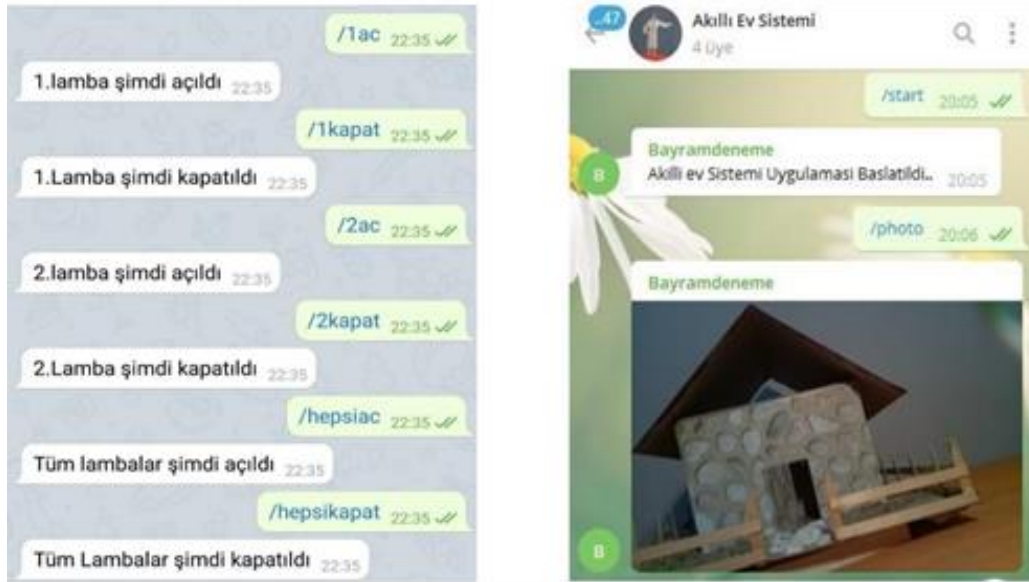 /1ac 22:35
1.lamba şimdi açıldı 22:35
/1kapat 22:35
1.Lamba şimdi kapatıldı 22:35
/2ac 22:35
2.lamba şimdi açıldı 22:35
/2kapat 22:35
2.Lamba şimdi kapatıldı 22:35
/hepsiac 22:35
Tüm lambalar şimdi açıldı 22:35
/hepsikapat 22:35
Tüm Lambalar şimdi kapatıldı 22:35
..47
Akıllı Ev Sistemi
4 üye
/start 20:05
Bayramdeneme
B
Akilli ev Sistemi Uygulamasi Baslatildi.. 20:05
/photo 20:06
Bayramdeneme
B